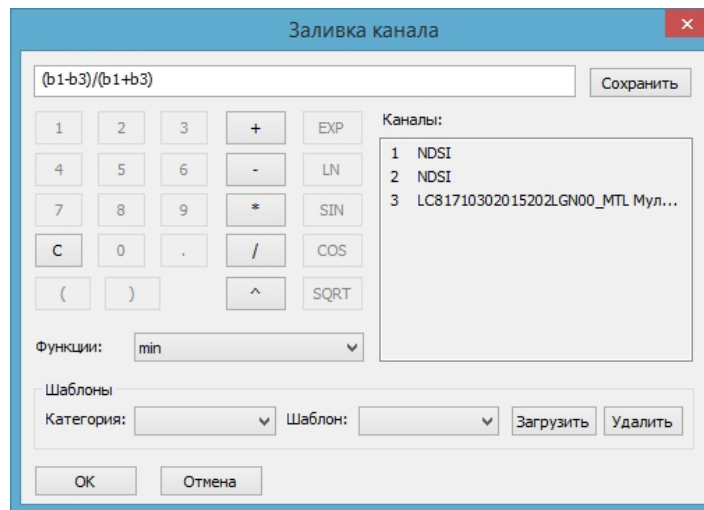 Заливка канала
(b1-b3)/(b1+b3) Сохранить
1 2 3 + EXP
4 5 6 - LN
7 8 9 * SIN
C 0 . / COS
( ) ^ SQRT
Каналы:
1 NDSI
2 NDSI
3 LC81710302015202LGN00_MTL Мул...
Функции: min
Шаблоны
Категория: Шаблон: Загрузить Удалить
OK Отмена